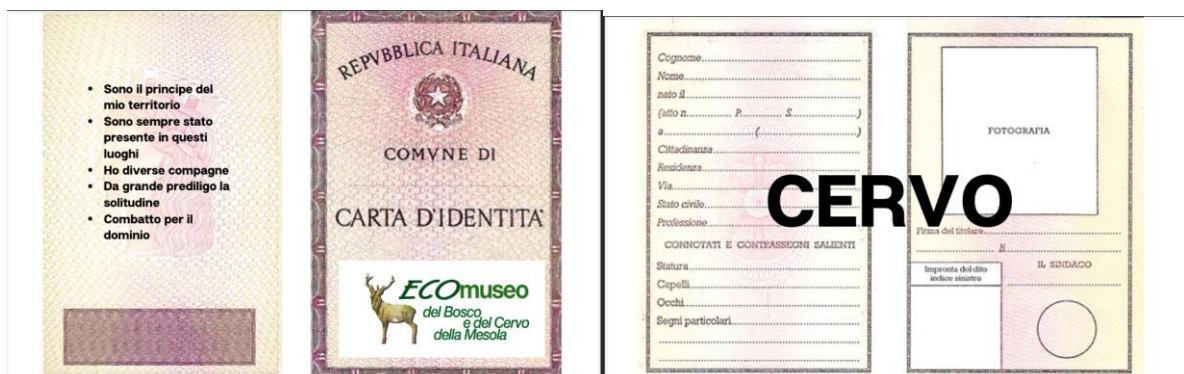 • Sono il principe del
mio territorio
• Sono sempre stato
presente in questi
luoghi
• Ho diverse compagne
• Da grande prediligo la
solitudine
• Combatto per il
dominio
REPVBBLICA ITALIANA
COMVNE DI
CARTA D'IDENTITA'
ECOmuseo
del Bosco
e del Cervo
della Mesola
Cognome
Nome
nato il
(atto n. P. S. )
a ( )
Cittadinanza
Residenza
Via
Stato civile
Professione
CONNOTATI E CONTRASSEGNI SALIENTI
Statura
Capelli
Occhi
Segni particolari
CERVO
FOTOGRAFIA
Firma del titolare
li
Impronta del dito
indice sinistro
IL SINDACO